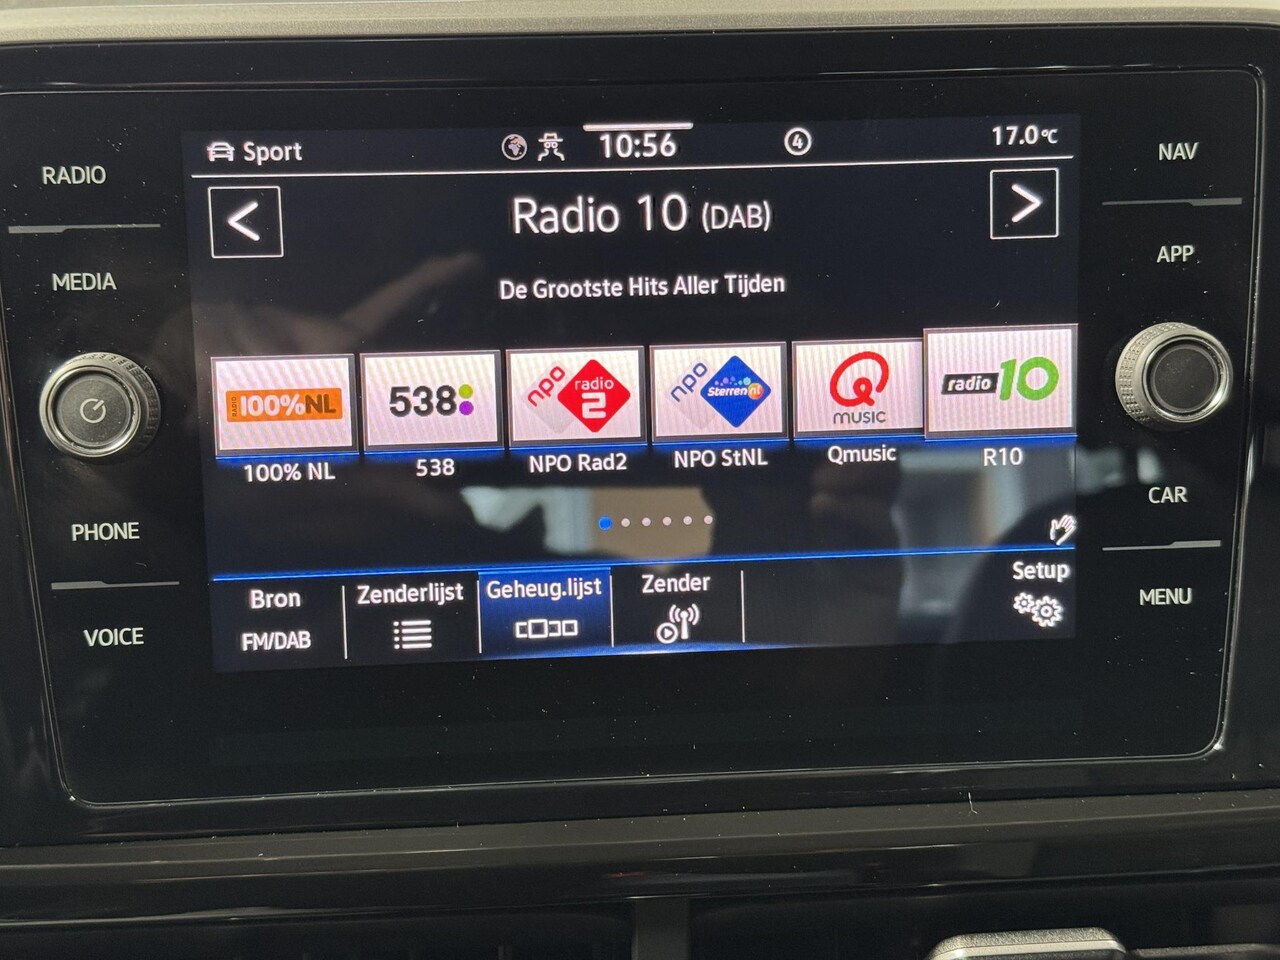 RADIO
MEDIA
PHONE
VOICE
Sport
10:56
4
17.0°C
<
Radio 10 (DAB)
>
De Grootste Hits Aller Tijden
RADIO 100%NL
538
npo radio 2
npo Sterren nl
Q MUSIC
radio 10
100% NL
538
NPO Rad2
NPO StNL
Qmusic
R10
Bron
FM/DAB
Zenderlijst
Geheug.lijst
Zender
Setup
NAV
APP
CAR
MENU